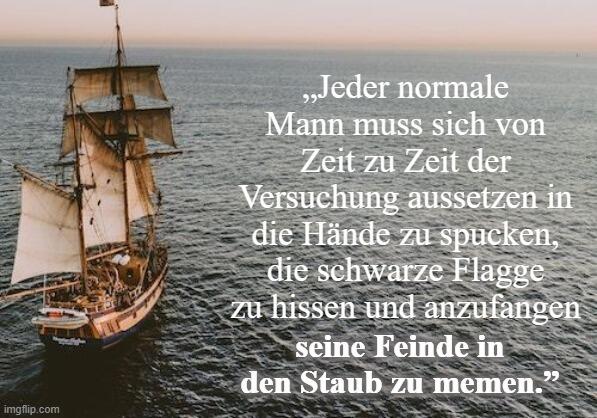 „Jeder normale
Mann muss sich von
Zeit zu Zeit der
Versuchung aussetzen in
die Hände zu spucken,
die schwarze Flagge
zu hissen und anzufangen
seine Feinde in
den Staub zu memen.”
imgflip.com